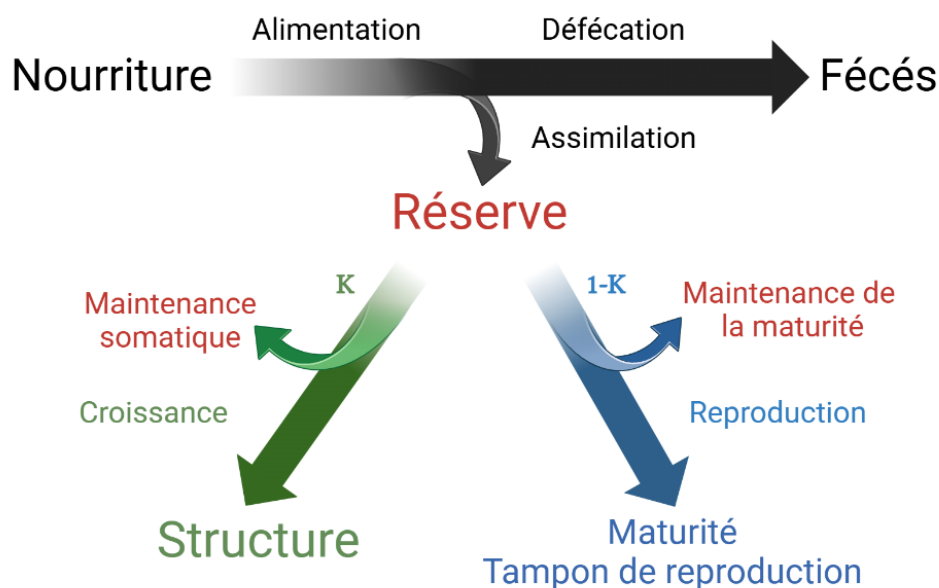 Alimentation
Défécation
Nourriture
Fécés
Assimilation
Réserve
K
1-K
Maintenance
somatique
Maintenance de
la maturité
Croissance
Reproduction
Structure
Maturité
Tampon de reproduction